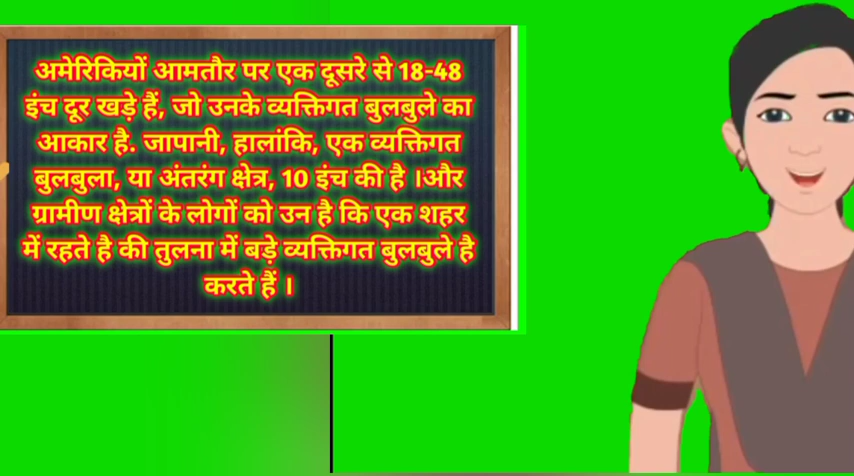 अमेरिकियों आमतौर पर एक दूसरे से 18-48
इंच दूर खड़े हैं, जो उनके व्यक्तिगत बुलबुले का
आकार है. जापानी, हालांकि, एक व्यक्तिगत
बुलबुला, या अंतरंग क्षेत्र, 10 इंच की है ।और
ग्रामीण क्षेत्रों के लोगों को उन है कि एक शहर
में रहते है की तुलना में बड़े व्यक्तिगत बुलबुले है
करते हैं ।